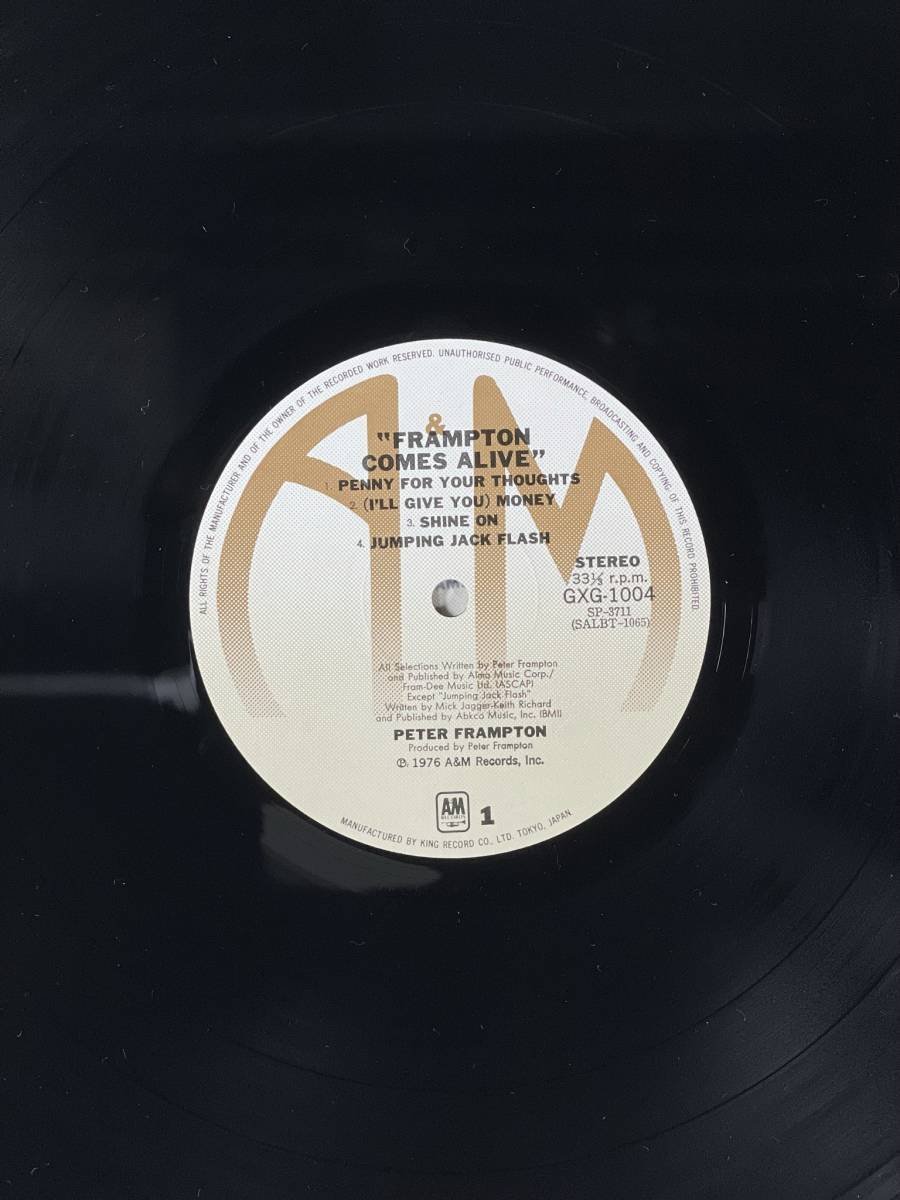 ALL RIGHTS OF THE MANUFACTURER AND OF THE OWNER OF THE RECORDED WORK RESERVED. UNAUTHORISED PUBLIC PERFORMANCE, BROADCASTING AND COPYING OF THIS RECORD PROHIBITED.
A&M
"FRAMPTON
COMES ALIVE"
1. PENNY FOR YOUR THOUGHTS
2. (I'LL GIVE YOU) MONEY
3. SHINE ON
4. JUMPING JACK FLASH
STEREO
33⅓ r.p.m.
GXG-1004
SP-3711
(SALBT-1065)
All Selections Written by Peter Frampton
and Published by Almo Music Corp./
Fram-Dee Music Ltd. (ASCAP)
Except "Jumping Jack Flash"
Written by Mick Jagger-Keith Richard
and Published by Abkco Music, Inc. (BMI)
PETER FRAMPTON
Produced by Peter Frampton
℗ 1976 A&M Records, Inc.
AM
RECORDS
1
MANUFACTURED BY KING RECORD CO., LTD. TOKYO, JAPAN